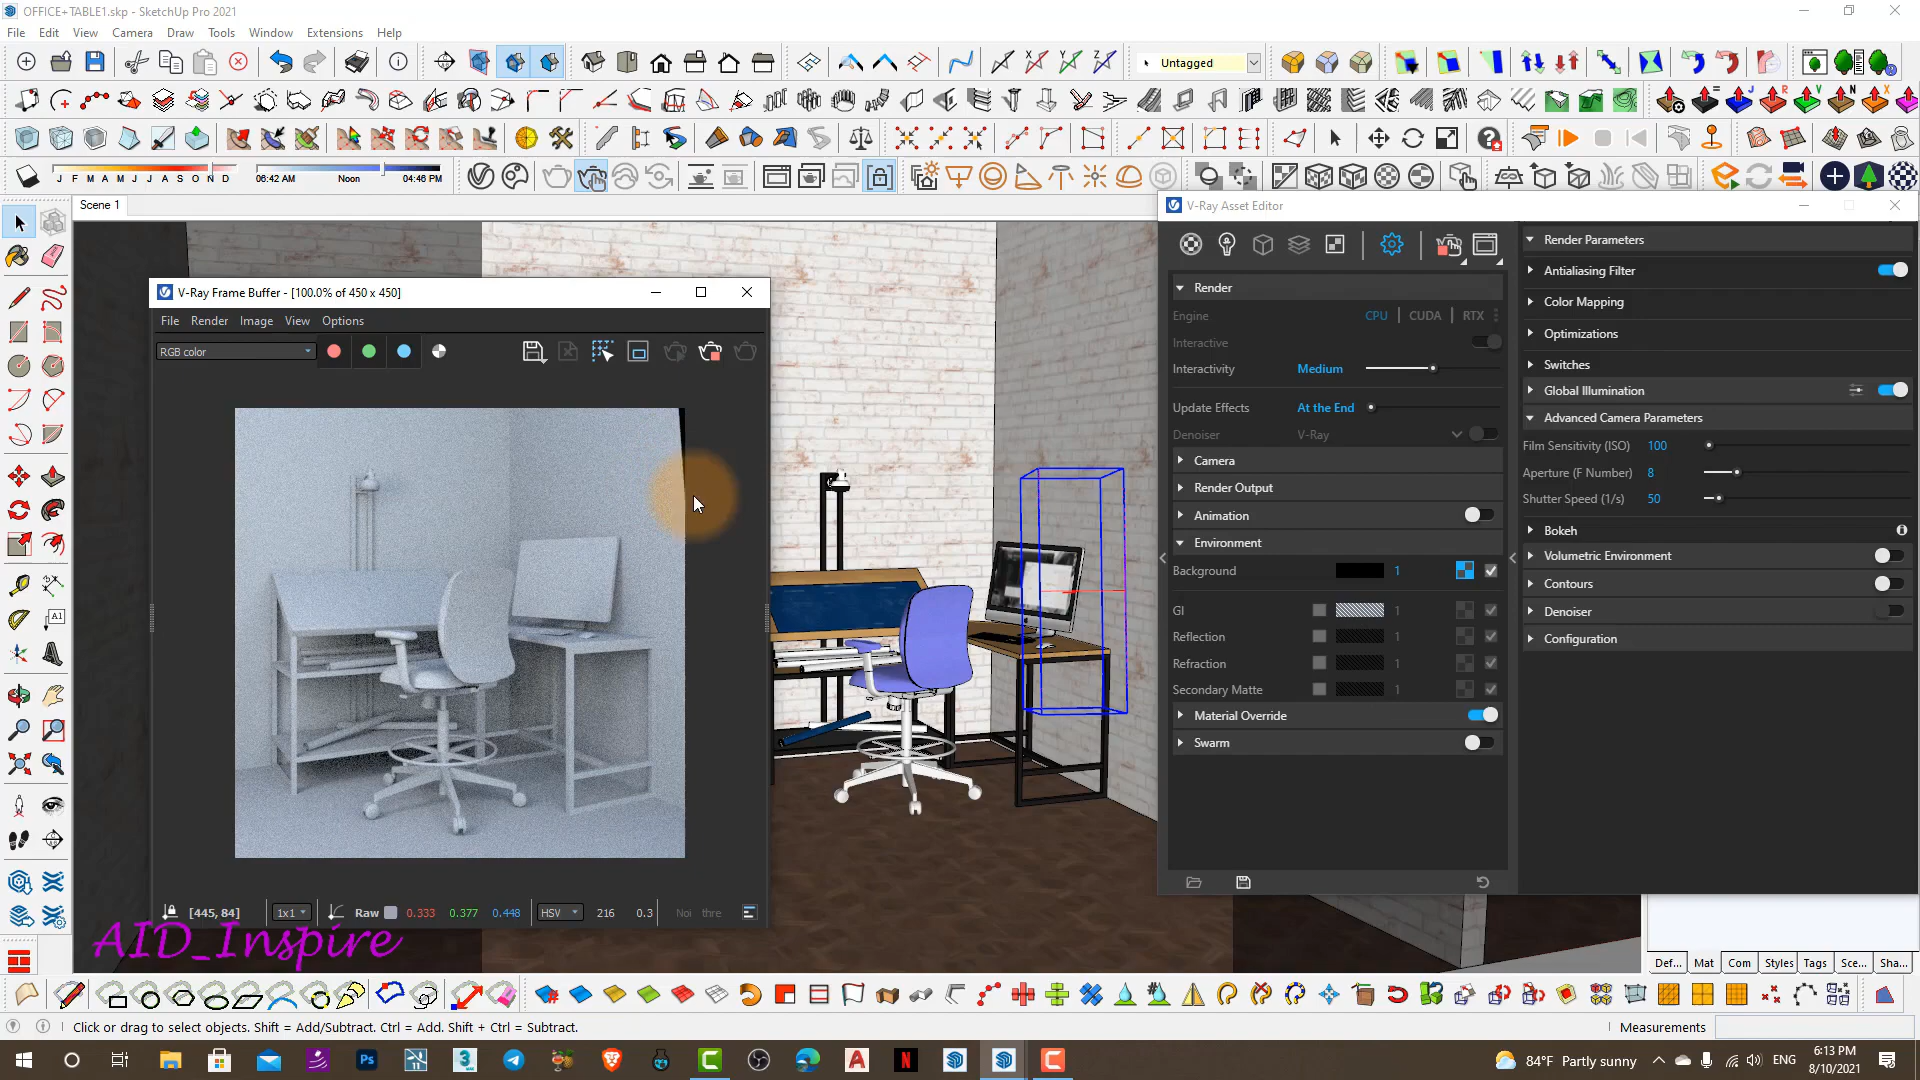 OFFICE+TABLE1.skp - SketchUp Pro 2021
File Edit View Camera Draw Tools Window Extensions Help
Untagged
J F M A M J J A S O N D 06:42 AM Noon 04:46 PM
Scene 1
V-Ray Frame Buffer - [100.0% of 450 x 450]
File Render Image View Options
RGB color
[445, 84] 1x1 Raw 0.333 0.377 0.448 HSV 216 0.3 Noi thre
AID_Inspire
V-Ray Asset Editor
Render
Engine CPU | CUDA | RTX
Interactive
Interactivity Medium
Update Effects At the End
Denoiser V-Ray
Camera
Render Output
Animation
Environment
Background 1
GI 1
Reflection 1
Refraction 1
Secondary Matte 1
Material Override
Swarm
Render Parameters
Antialiasing Filter
Color Mapping
Optimizations
Switches
Global Illumination
Advanced Camera Parameters
Film Sensitivity (ISO) 100
Aperture (F Number) 8
Shutter Speed (1/s) 50
Bokeh
Volumetric Environment
Contours
Denoiser
Configuration
Def... Mat Com Styles Tags Sce... Sha...
Click or drag to select objects. Shift = Add/Subtract. Ctrl = Add. Shift + Ctrl = Subtract.
Measurements
84°F Partly sunny
ENG
6:13 PM
8/10/2021